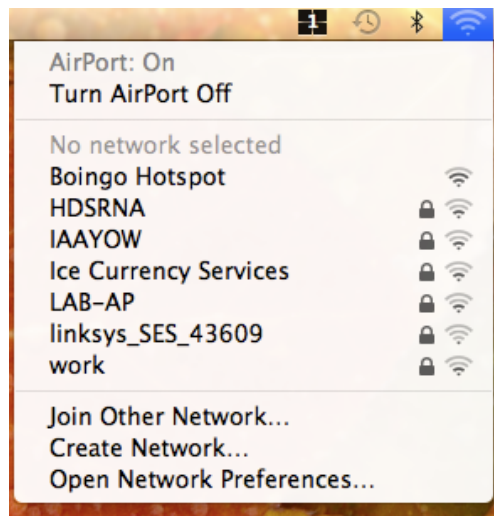 1
AirPort: On
Turn AirPort Off
No network selected
Boingo Hotspot
HDSRNA
IAAYOW
Ice Currency Services
LAB-AP
linksys_SES_43609
work
Join Other Network...
Create Network...
Open Network Preferences...